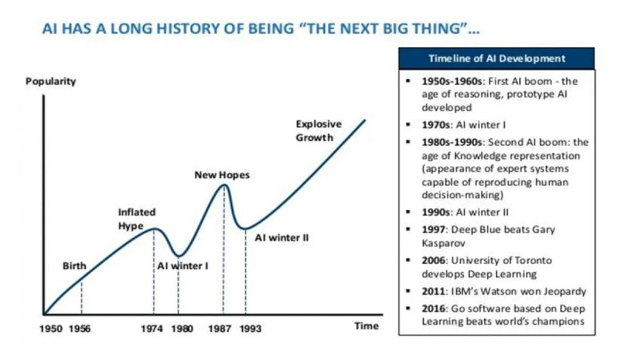 AI HAS A LONG HISTORY OF BEING “THE NEXT BIG THING”...
Popularity
Explosive
Growth
New Hopes
Inflated
Hype
AI winter II
Birth
AI winter I
1950 1956 1974 1980 1987 1993
Time
Timeline of AI Development
▪ 1950s-1960s: First AI boom - the
age of reasoning, prototype AI
developed
▪ 1970s: AI winter I
▪ 1980s-1990s: Second AI boom: the
age of Knowledge representation
(appearance of expert systems
capable of reproducing human
decision-making)
▪ 1990s: AI winter II
▪ 1997: Deep Blue beats Gary
Kasparov
▪ 2006: University of Toronto
develops Deep Learning
▪ 2011: IBM’s Watson won Jeopardy
▪ 2016: Go software based on Deep
Learning beats world’s champions